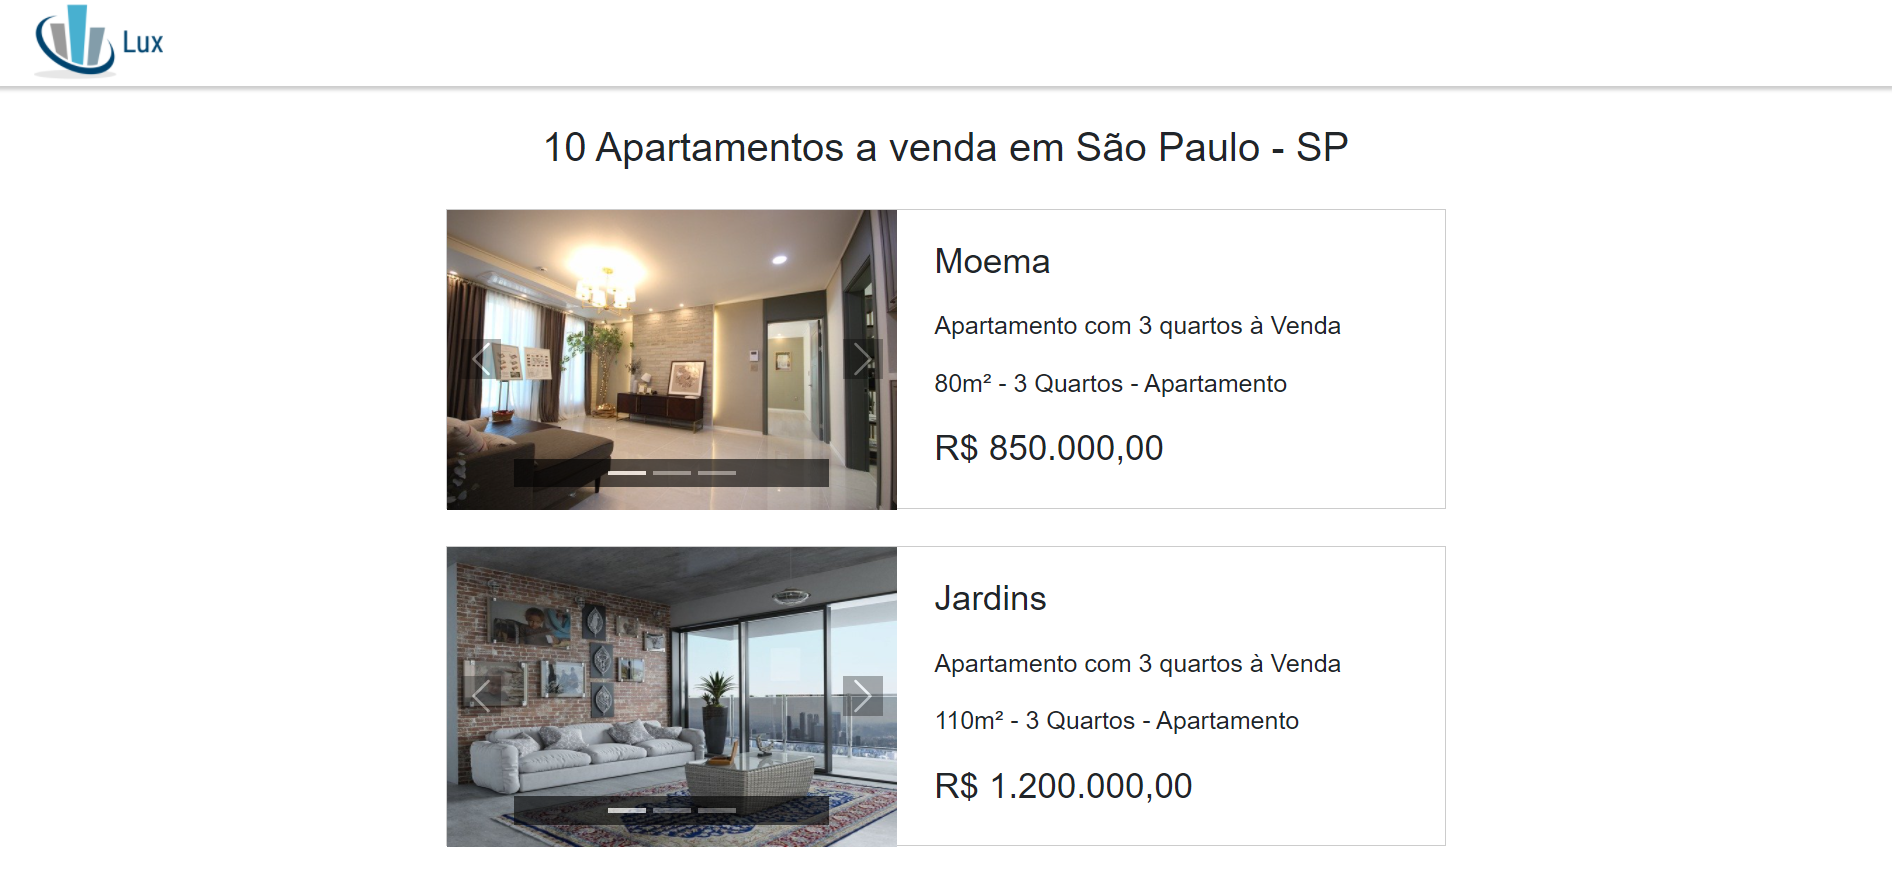 Lux
10 Apartamentos a venda em São Paulo - SP
Moema
Apartamento com 3 quartos à Venda
80m² - 3 Quartos - Apartamento
R$ 850.000,00
Jardins
Apartamento com 3 quartos à Venda
110m² - 3 Quartos - Apartamento
R$ 1.200.000,00